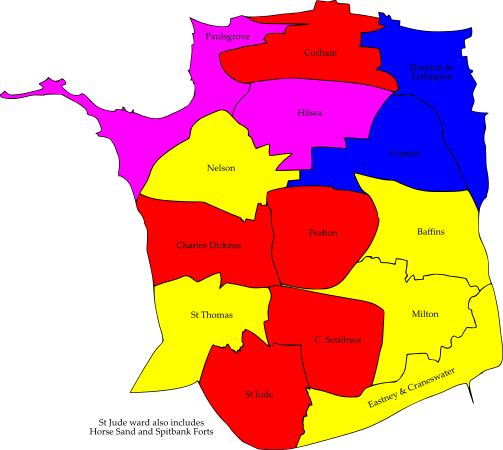 Paulsgrove
Cosham
Drayton &
Farlington
Hilsea
Copnor
Nelson
Baffins
Fratton
Charles Dickens
St Thomas
Milton
C. Southsea
Eastney & Craneswater
St Jude
St Jude ward also includes
Horse Sand and Spitbank Forts